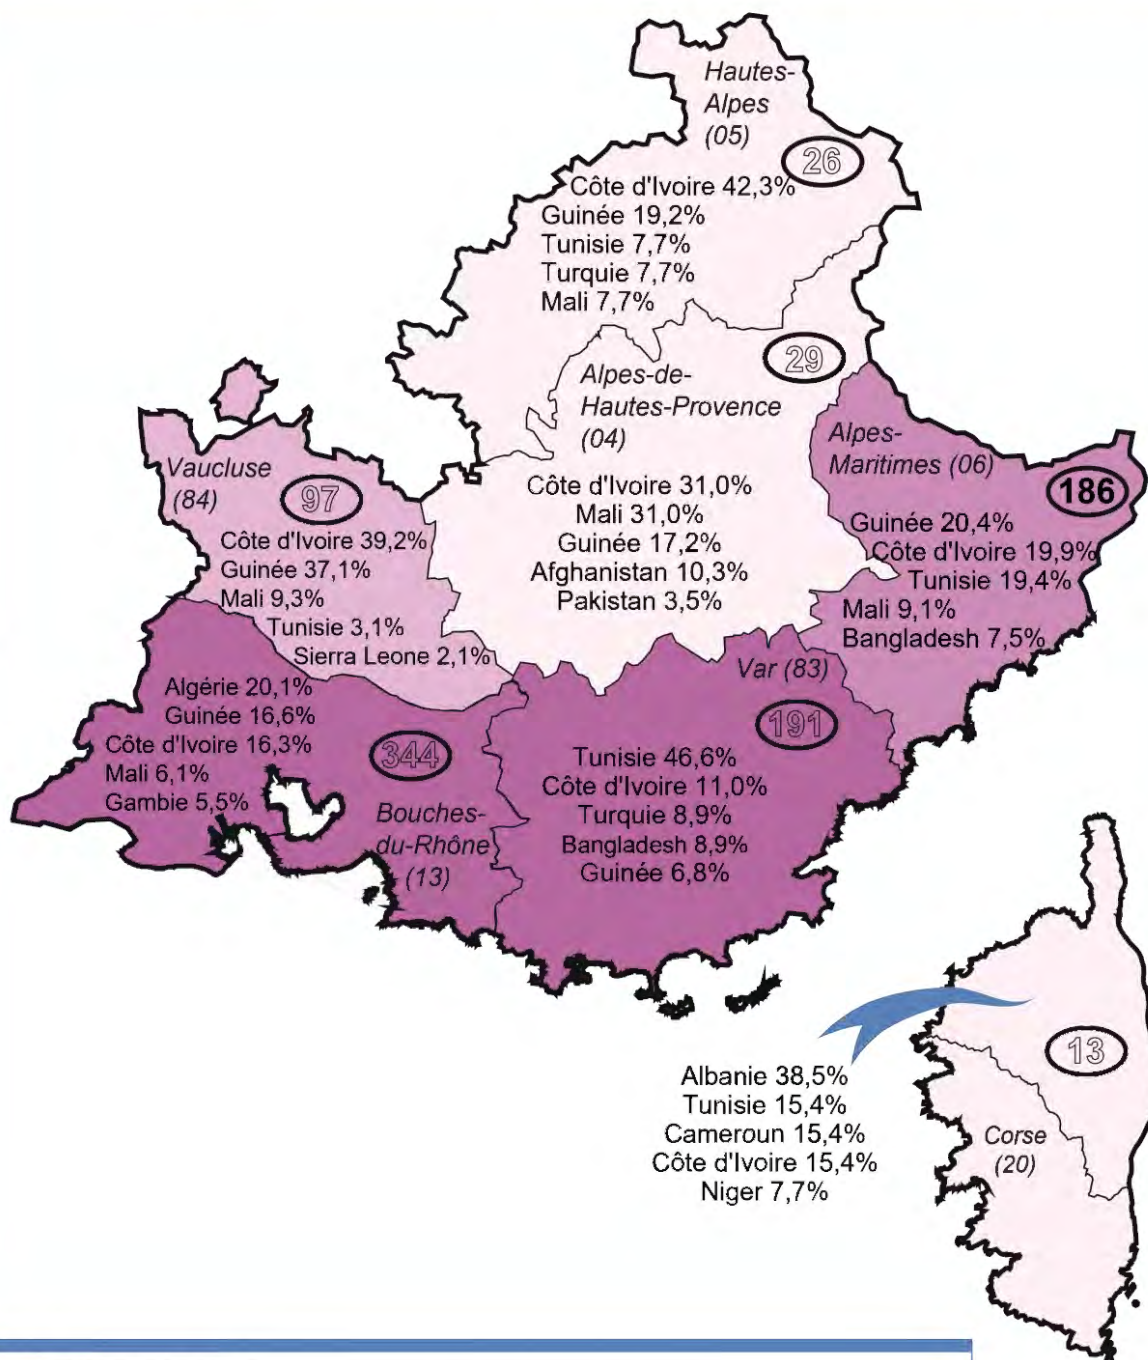 Hautes-
Alpes
(05)
26
Côte d'Ivoire 42,3%
Guinée 19,2%
Tunisie 7,7%
Turquie 7,7%
Mali 7,7%
29
Alpes-de-
Hautes-Provence
(04)
Côte d'Ivoire 31,0%
Mali 31,0%
Guinée 17,2%
Afghanistan 10,3%
Pakistan 3,5%
Alpes-
Maritimes (06)
186
Guinée 20,4%
Côte d'Ivoire 19,9%
Tunisie 19,4%
Mali 9,1%
Bangladesh 7,5%
Vaucluse
(84)
97
Côte d'Ivoire 39,2%
Guinée 37,1%
Mali 9,3%
Tunisie 3,1%
Sierra Leone 2,1%
Algérie 20,1%
Guinée 16,6%
Côte d'Ivoire 16,3%
Mali 6,1%
Gambie 5,5%
344
Bouches-
du-Rhône
(13)
Var (83)
191
Tunisie 46,6%
Côte d'Ivoire 11,0%
Turquie 8,9%
Bangladesh 8,9%
Guinée 6,8%
13
Corse
(20)
Albanie 38,5%
Tunisie 15,4%
Cameroun 15,4%
Côte d'Ivoire 15,4%
Niger 7,7%